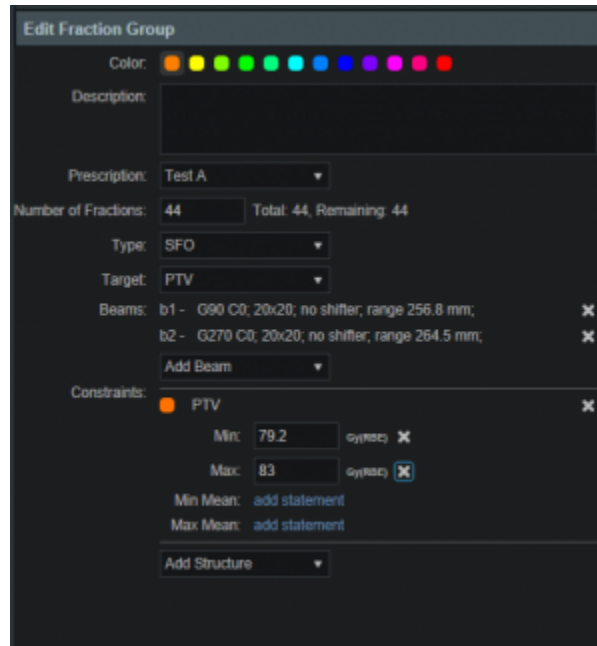 Edit Fraction Group
Color:
Description:
Prescription: Test A
Number of Fractions: 44 Total: 44, Remaining: 44
Type: SFO
Target: PTV
Beams: b1 - G90 C0; 20x20; no shifter; range 256.8 mm;
b2 - G270 C0; 20x20; no shifter; range 264.5 mm;
Add Beam
Constraints:
PTV
Min: 79.2 Gy(RBE)
Max: 83 Gy(RBE)
Min Mean: add statement
Max Mean: add statement
Add Structure